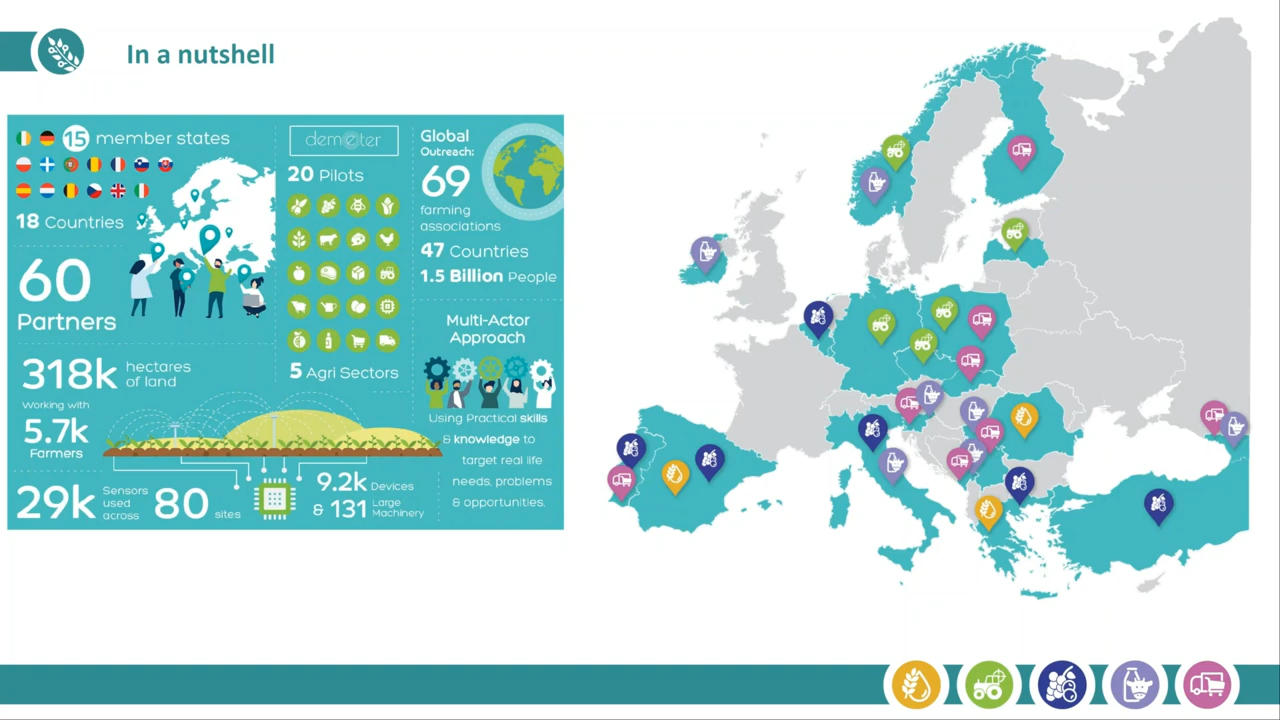 In a nutshell
15 member states
18 Countries
60
Partners
318k hectares
of land
Working with
5.7k
Farmers
29k Sensors
used
across
80 sites
demeter
20 Pilots
5 Agri Sectors
9.2k Devices
& 131 Large
Machinery
Global
Outreach:
69
farming
associations
47 Countries
1.5 Billion People
Multi-Actor
Approach
Using Practical skills
& knowledge to
target real life
needs, problems
& opportunities.